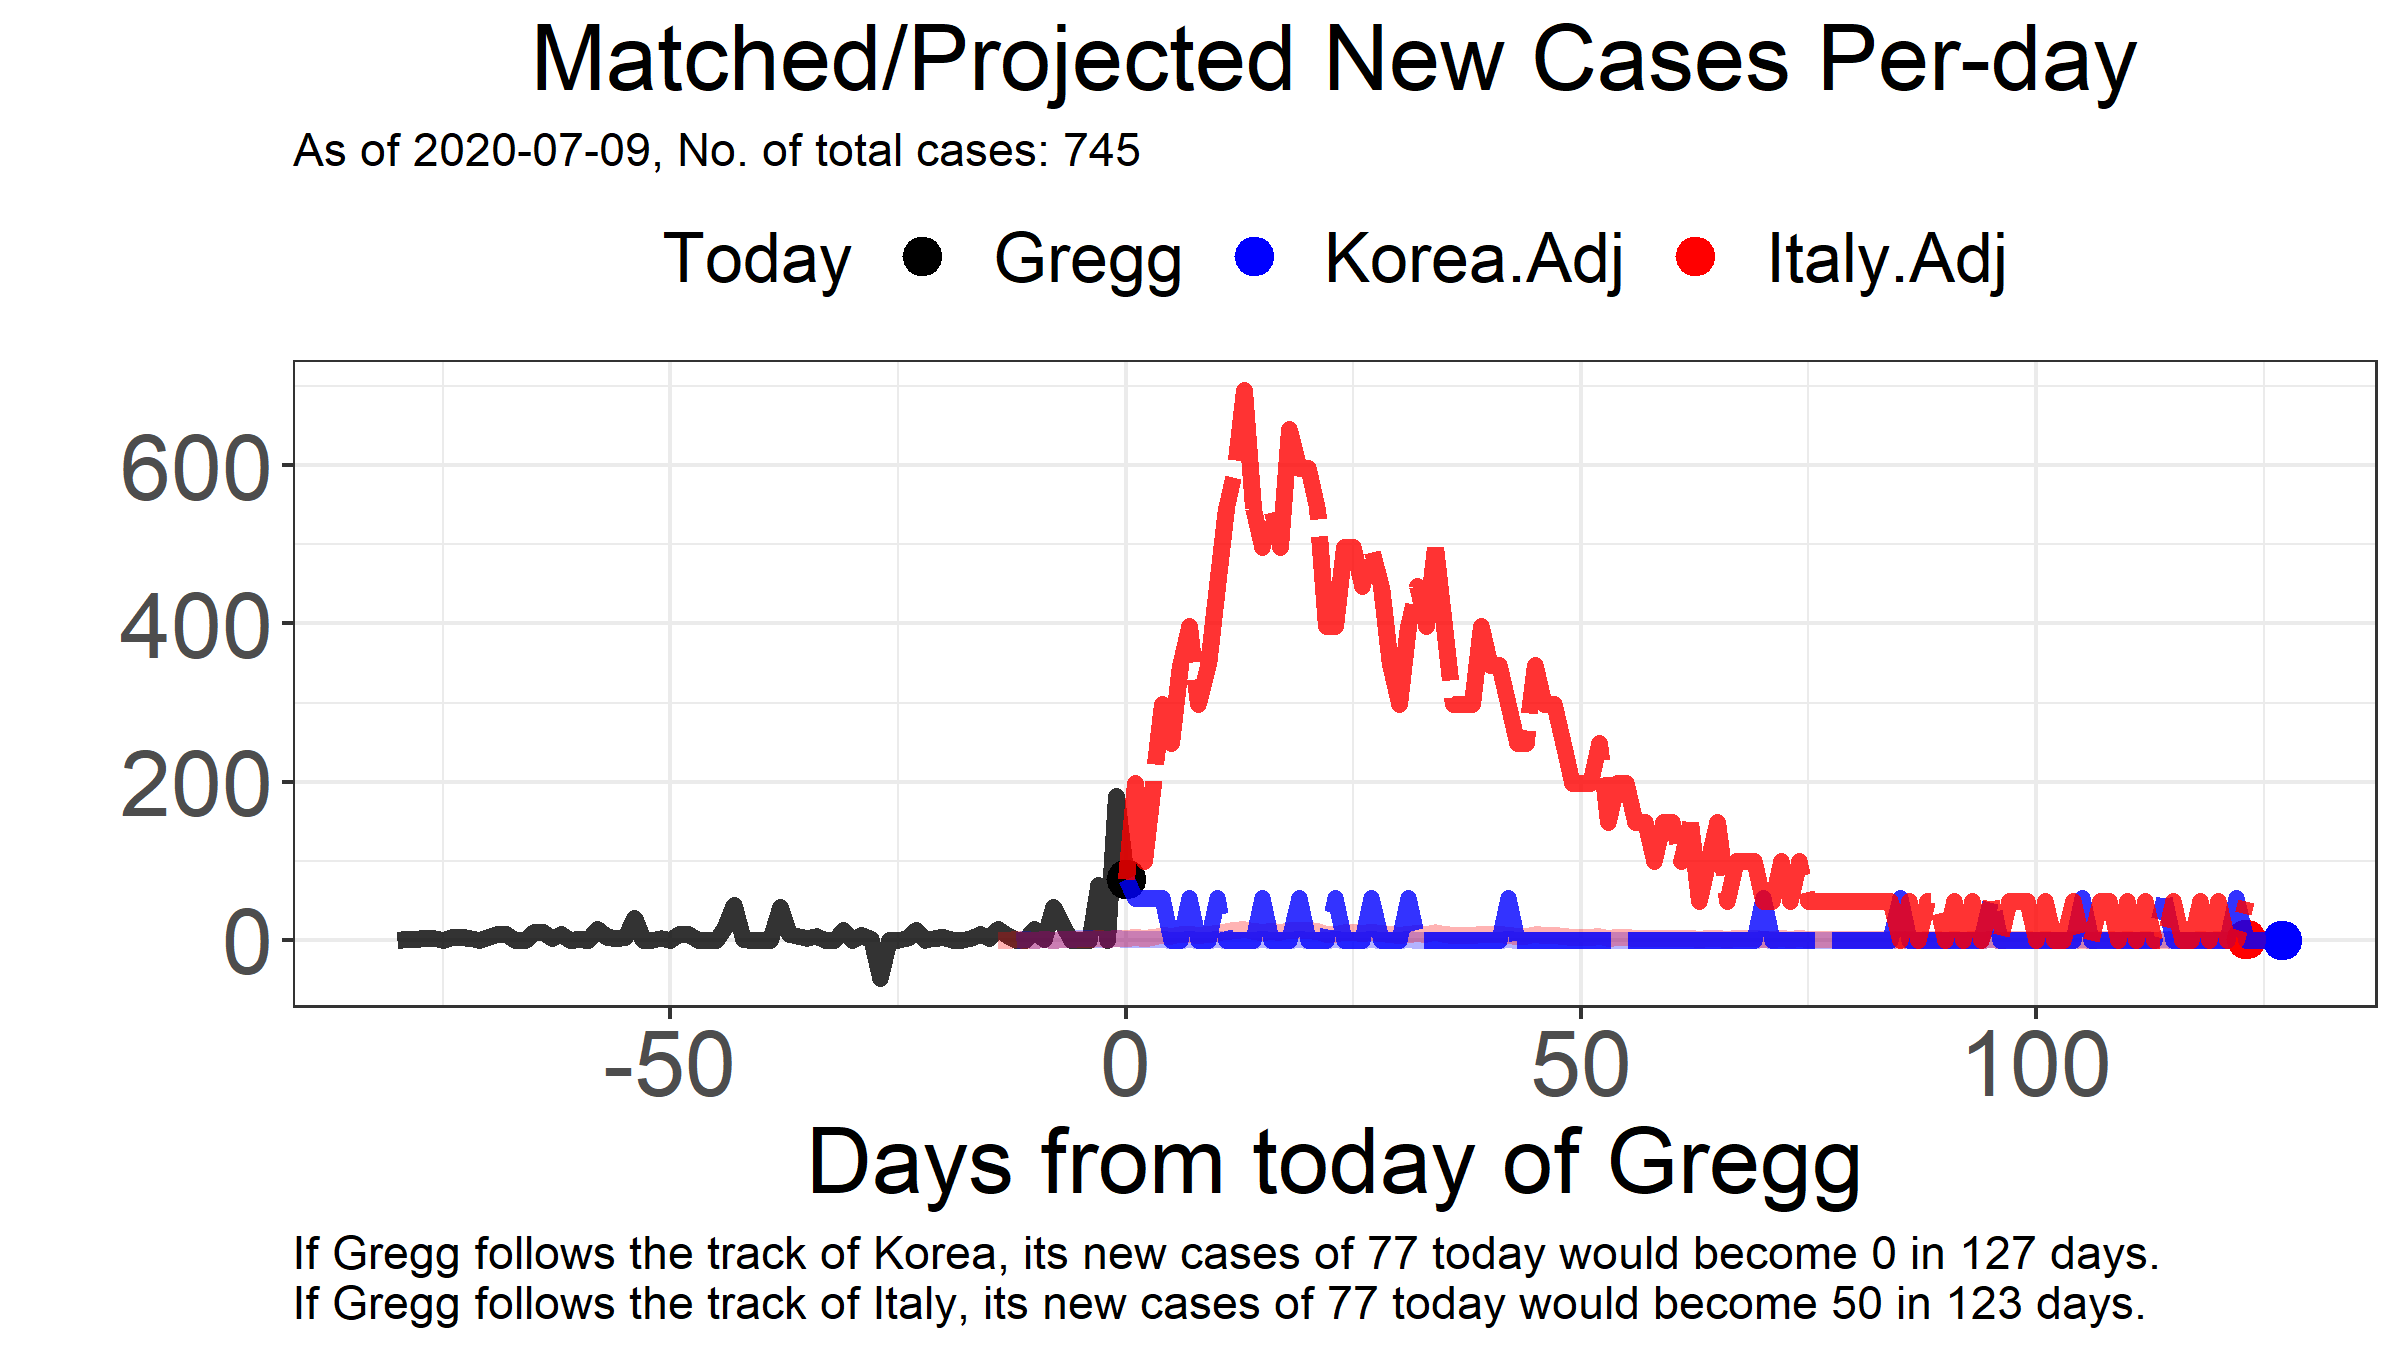 Matched/Projected New Cases Per-day
As of 2020-07-09, No. of total cases: 745
Today Gregg Korea.Adj Italy.Adj
600
400
200
0
-50 0 50 100
Days from today of Gregg
If Gregg follows the track of Korea, its new cases of 77 today would become 0 in 127 days.
If Gregg follows the track of Italy, its new cases of 77 today would become 50 in 123 days.